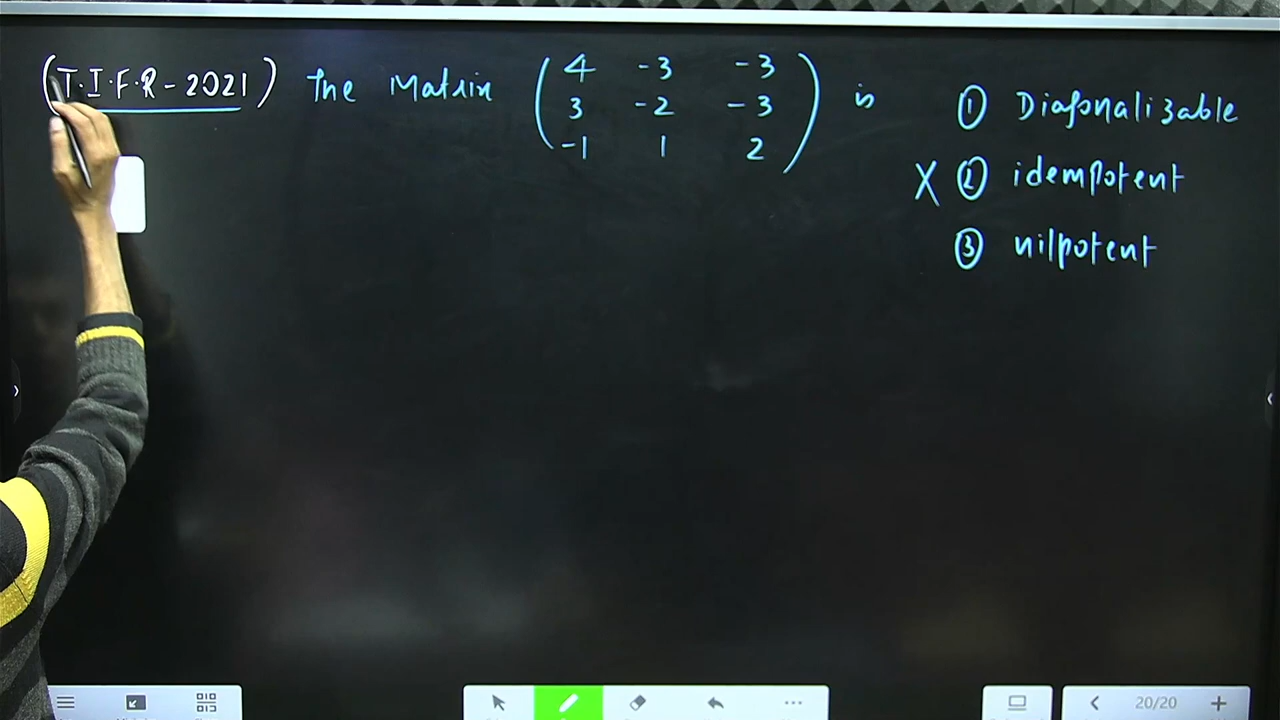 (T.I.F.R - 2021) The Matrix ( 4 -3 -3 ) is ① Diagonalizable
3 -2 -3
-1 1 2
X ② idempotent
③ nilpotent
20/20